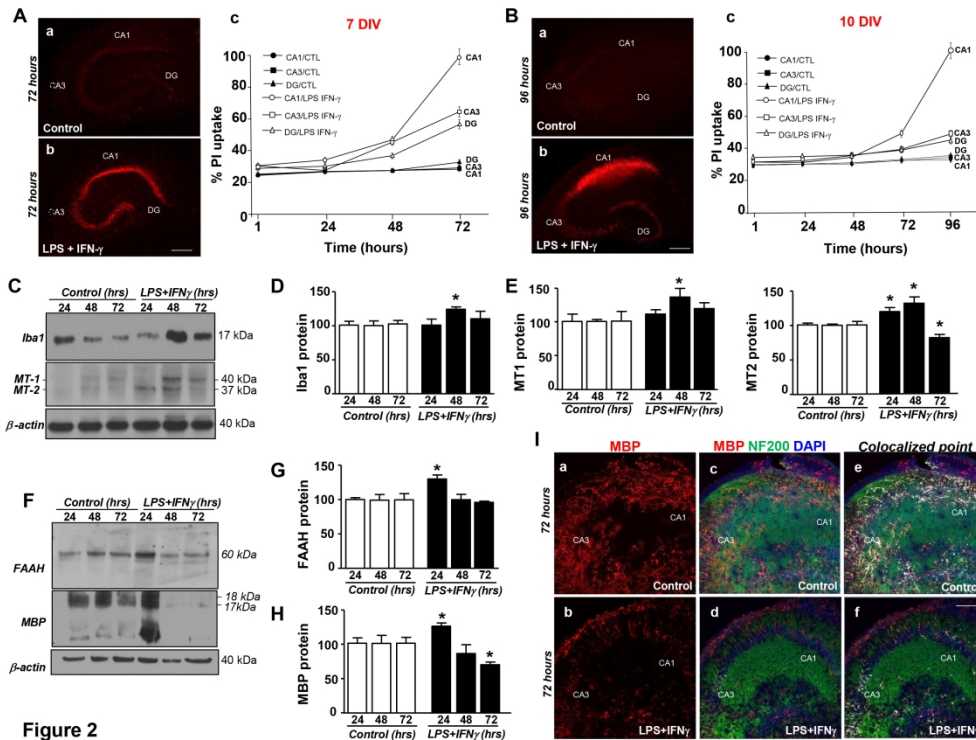 A
a
72 hours
CA1
CA3
DG
Control
b
72 hours
CA1
CA3
DG
LPS + IFN-γ
c
7 DIV
% PI uptake
100
80
60
40
20
0
CA1/CTL
CA3/CTL
DG/CTL
CA1/LPS IFN-γ
CA3/LPS IFN-γ
DG/LPS IFN-γ
CA1
CA3
DG
DG
CA3
CA1
1 24 48 72
Time (hours)
B
a
96 hours
CA1
CA3
DG
Control
b
96 hours
CA1
CA3
DG
LPS + IFN-γ
c
10 DIV
% PI uptake
100
80
60
40
20
0
CA1/CTL
CA3/CTL
DG/CTL
CA1/LPS IFN-γ
CA3/LPS IFN-γ
DG/LPS IFN-γ
CA1
CA3
DG
DG
CA3
CA1
1 24 48 72 96
Time (hours)
C
Control (hrs) LPS+IFNγ (hrs)
24 48 72 24 48 72
Iba1 17 kDa
MT-1 40 kDa
MT-2 37 kDa
β-actin 40 kDa
D
Iba1 protein
150
100
50
0
*
24 48 72 24 48 72
Control (hrs) LPS+IFNγ (hrs)
E
MT1 protein
150
100
50
0
*
24 48 72 24 48 72
Control (hrs) LPS+IFNγ (hrs)
MT2 protein
150
100
50
0
* * *
24 48 72 24 48 72
Control (hrs) LPS+IFNγ (hrs)
F
Control (hrs) LPS+IFNγ (hrs)
24 48 72 24 48 72
FAAH 60 kDa
18 kDa
17kDa
MBP
β-actin 40 kDa
G
FAAH protein
150
100
50
0
*
24 48 72 24 48 72
Control (hrs) LPS+IFNγ (hrs)
H
MBP protein
150
100
50
0
* *
24 48 72 24 48 72
Control (hrs) LPS+IFNγ (hrs)
I
MBP MBP NF200 DAPI Colocalized point
72 hours
a
CA1
CA3
Control
c
CA1
CA3
Control
e
CA1
CA3
Control
72 hours
b
CA1
CA3
LPS+IFNγ
d
CA1
CA3
LPS+IFNγ
f
CA1
CA3
LPS+IFNγ
Figure 2